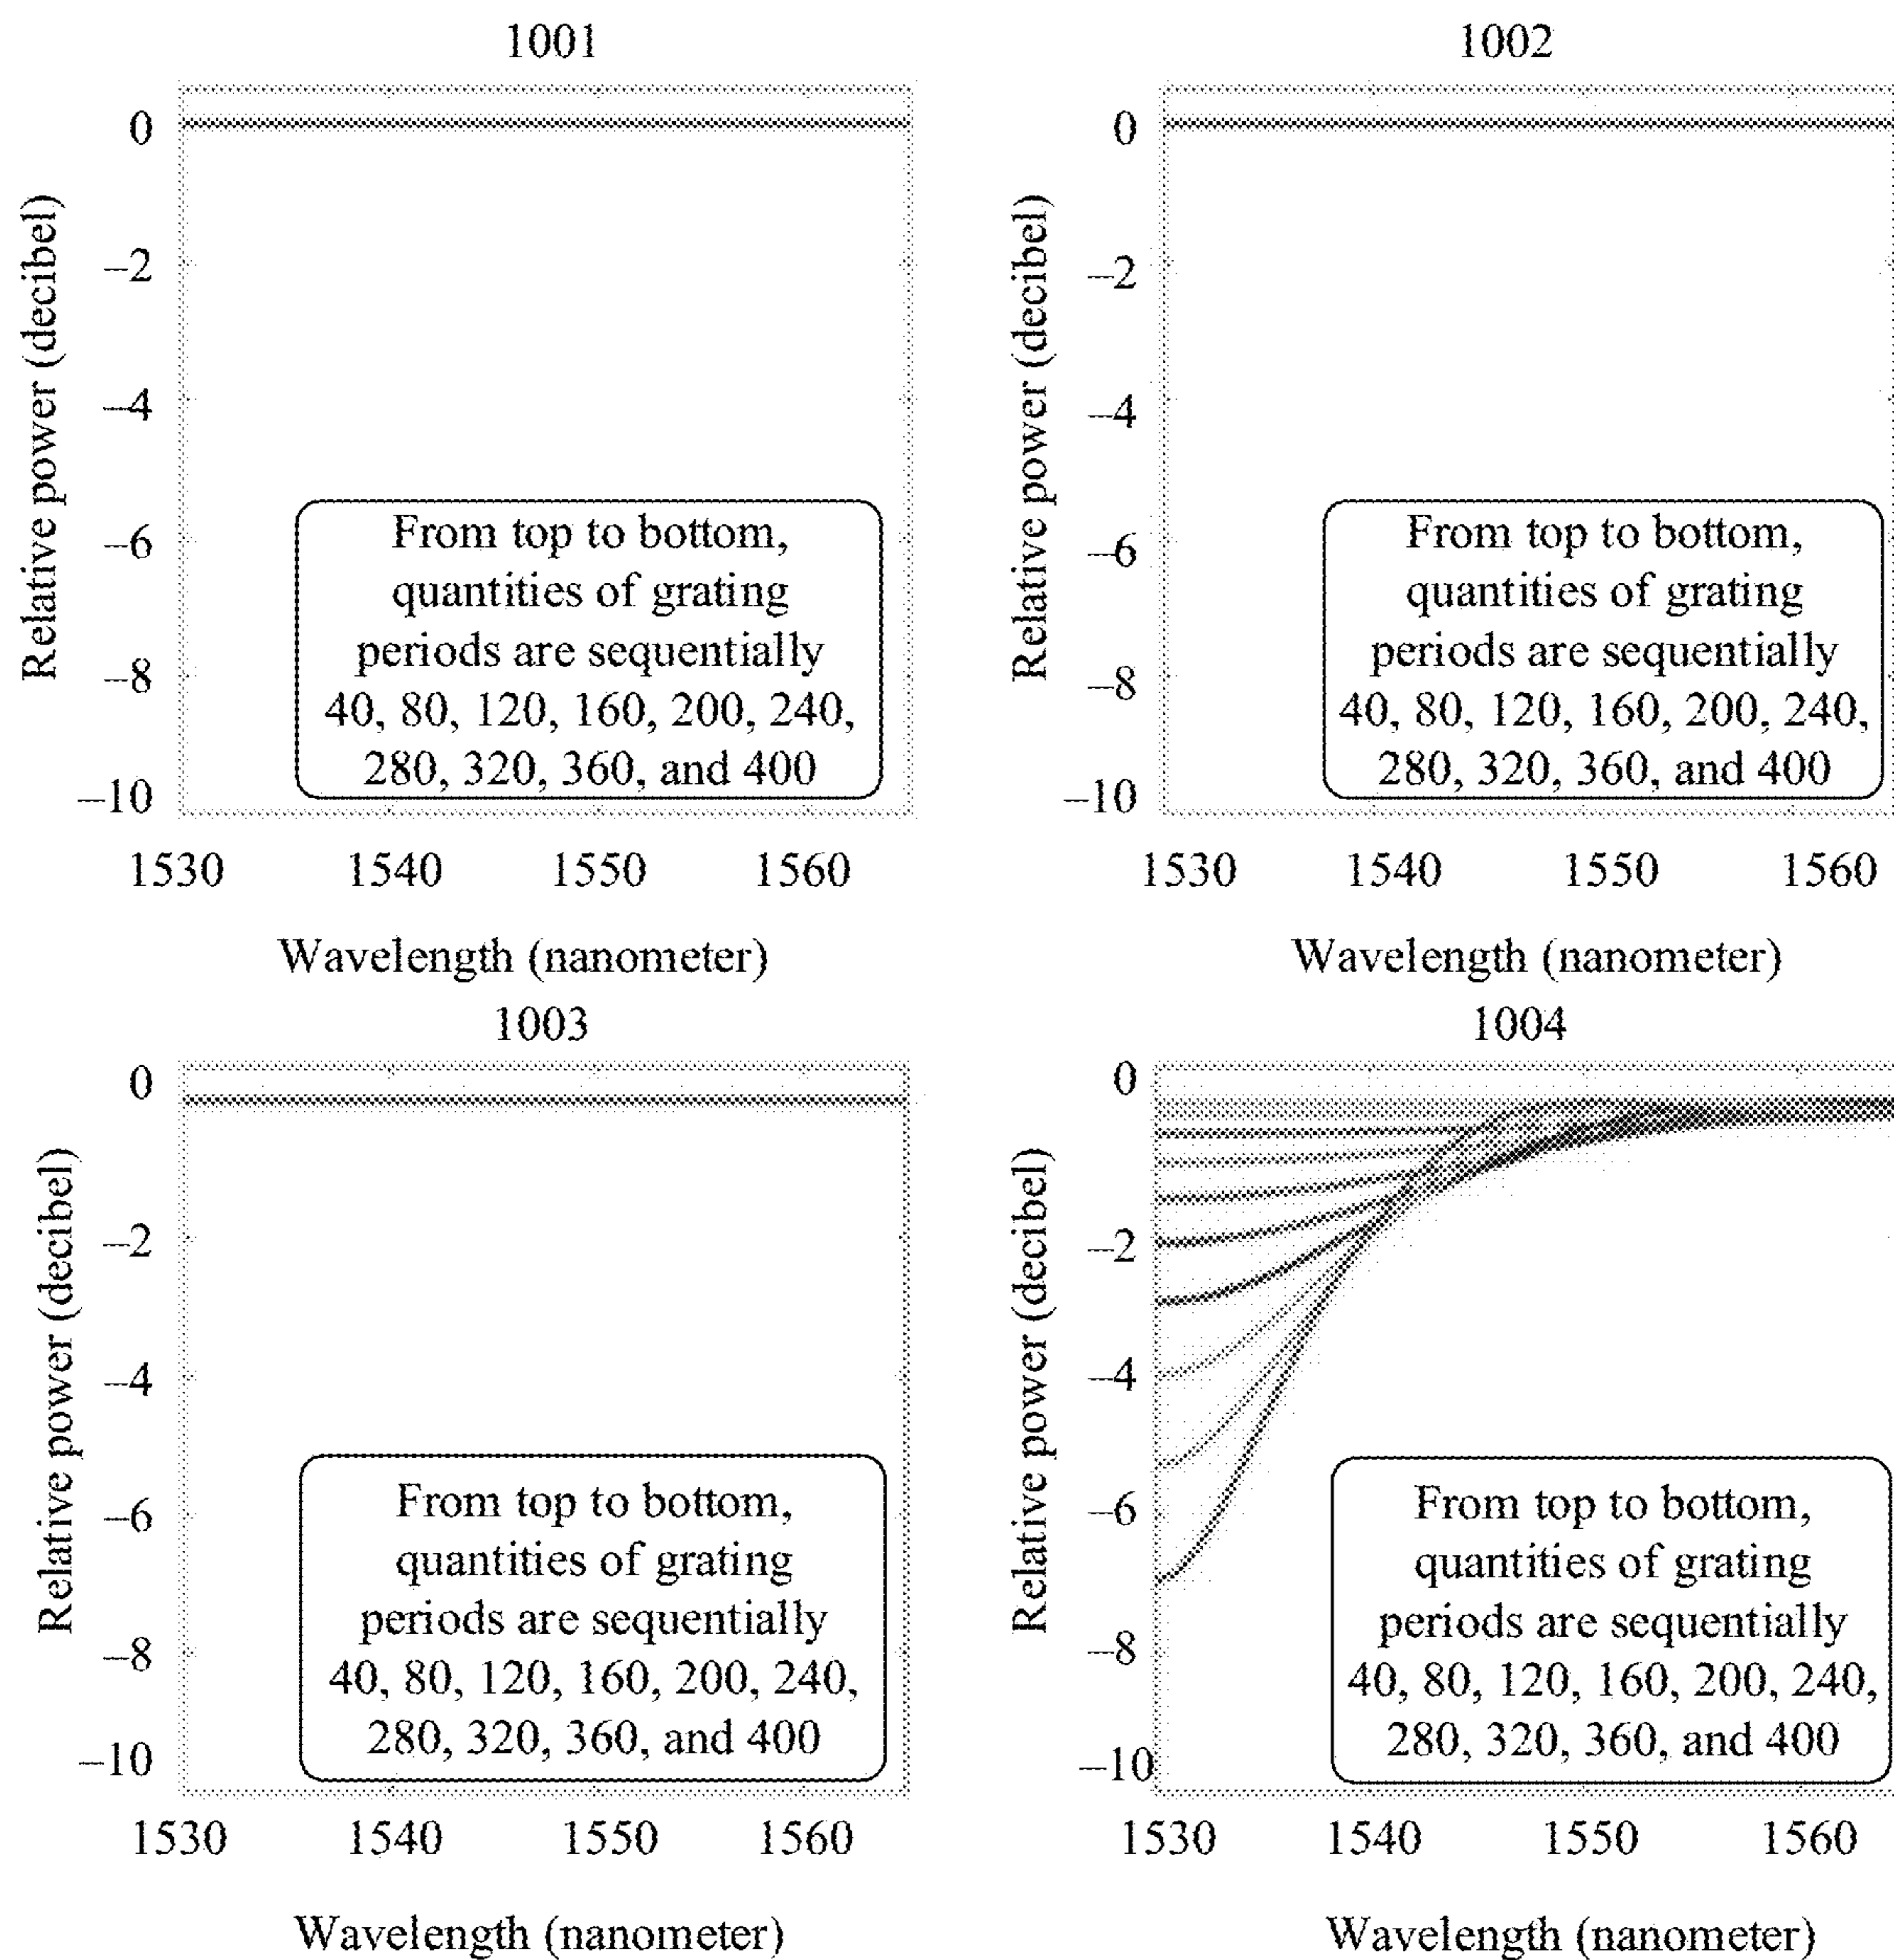 1001
Relative power (decibel)
0
–2
–4
–6
–8
–10
From top to bottom,
quantities of grating
periods are sequentially
40, 80, 120, 160, 200, 240,
280, 320, 360, and 400
1530 1540 1550 1560
Wavelength (nanometer)
1002
Relative power (decibel)
0
–2
–4
–6
–8
–10
From top to bottom,
quantities of grating
periods are sequentially
40, 80, 120, 160, 200, 240,
280, 320, 360, and 400
1530 1540 1550 1560
Wavelength (nanometer)
1003
Relative power (decibel)
0
–2
–4
–6
–8
–10
From top to bottom,
quantities of grating
periods are sequentially
40, 80, 120, 160, 200, 240,
280, 320, 360, and 400
1530 1540 1550 1560
Wavelength (nanometer)
1004
Relative power (decibel)
0
–2
–4
–6
–8
–10
From top to bottom,
quantities of grating
periods are sequentially
40, 80, 120, 160, 200, 240,
280, 320, 360, and 400
1530 1540 1550 1560
Wavelength (nanometer)